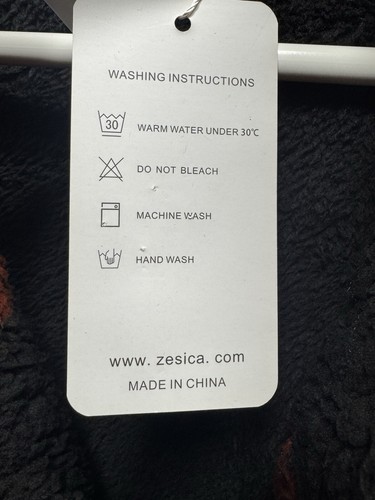 WASHING INSTRUCTIONS
30 WARM WATER UNDER 30℃
DO NOT BLEACH
MACHINE WASH
HAND WASH
www. zesica. com
MADE IN CHINA